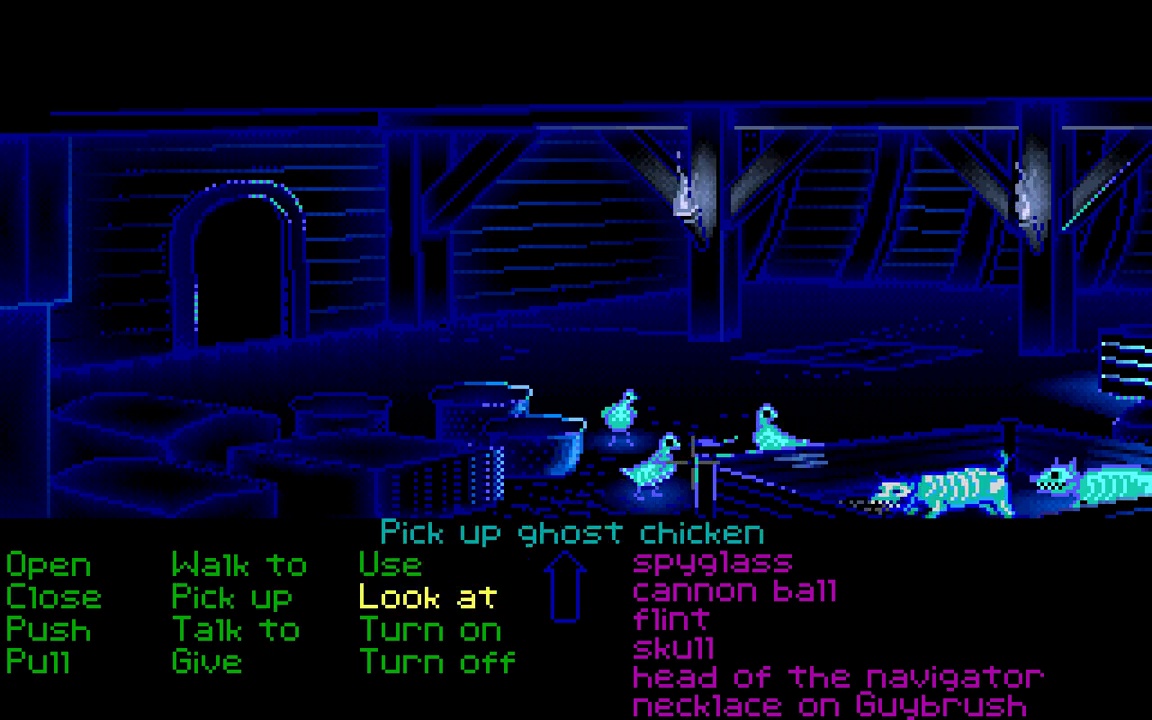 Pick up ghost chicken
Open Walk to Use
Close Pick up Look at
Push Talk to Turn on
Pull Give Turn off
spyglass
cannon ball
flint
skull
head of the navigator
necklace on Guybrush